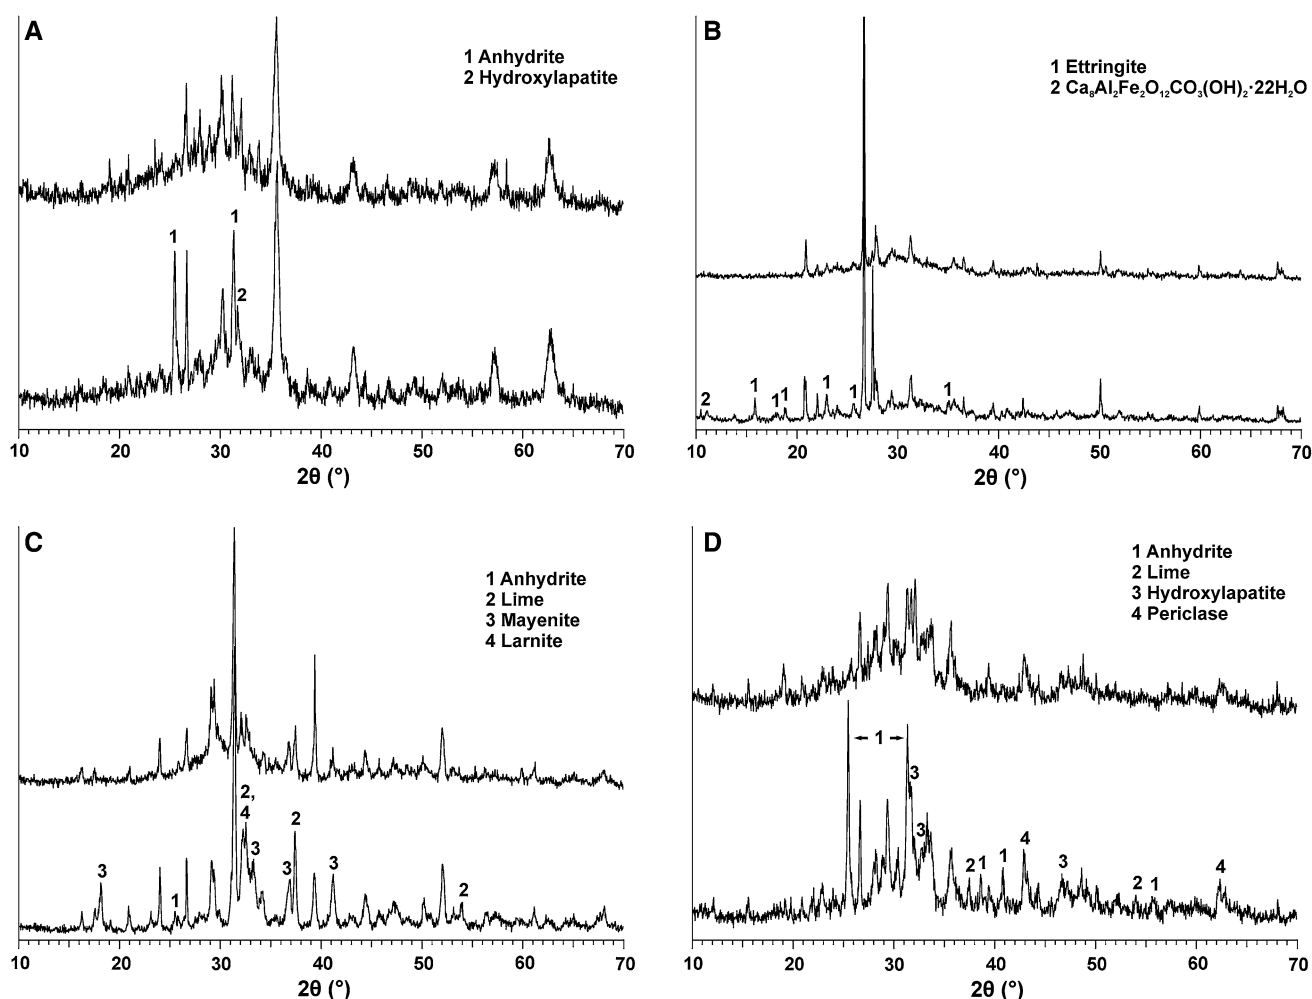 A
1 Anhydrite
2 Hydroxylapatite
1
1
2
10 20 30 40 50 60 70
2θ (°)
B
1 Ettringite
2 Ca₈Al₂Fe₂O₁₂CO₃(OH)₂·22H₂O
2 1 1 1 1 1 1
10 20 30 40 50 60 70
2θ (°)
C
1 Anhydrite
2 Lime
3 Mayenite
4 Larnite
2,
4
2
3
3 3 3
1 2
10 20 30 40 50 60 70
2θ (°)
D
1 Anhydrite
2 Lime
3 Hydroxylapatite
4 Periclase
1
3
3
4
2 1 1 3 4
2 1
10 20 30 40 50 60 70
2θ (°)